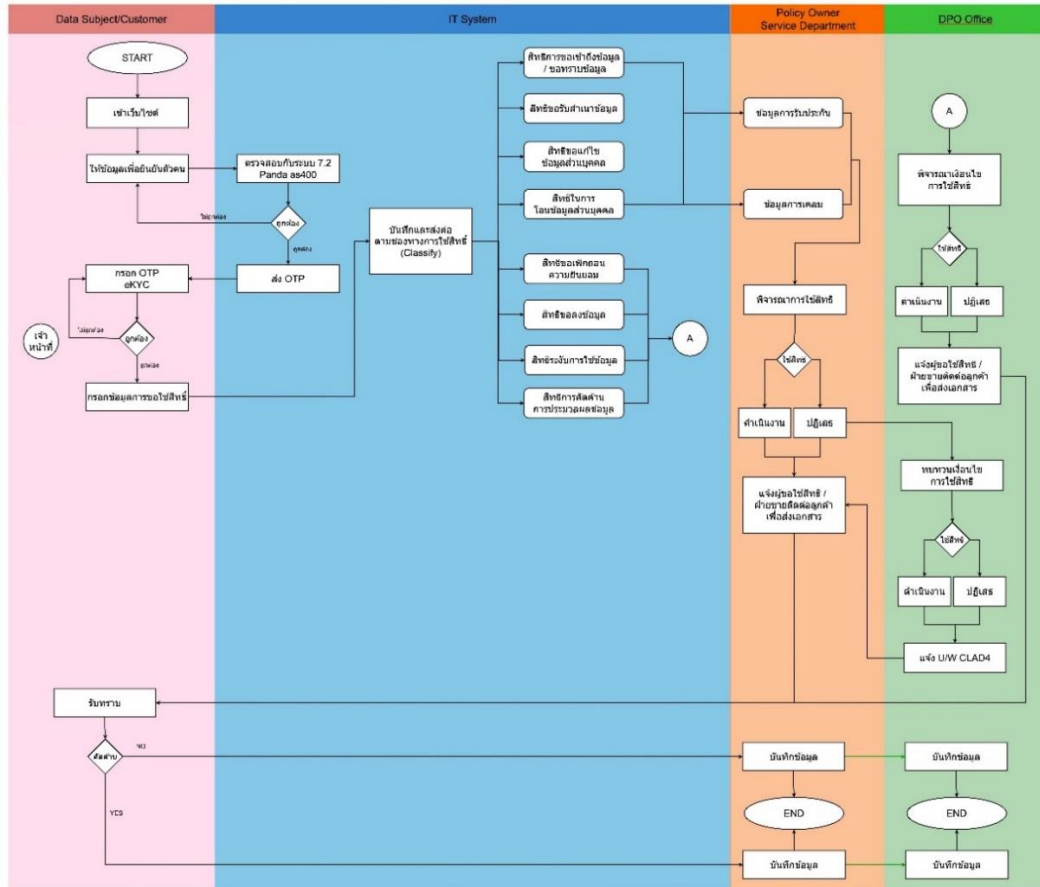 Data Subject/Customer
IT System
Policy Owner
Service Department
DPO Office
START
เข้าเว็บไซต์
ให้ข้อมูลเพื่อยืนยันตัวตน
ตรวจสอบกับระบบ 7.2
Panda as400
ไม่ถูกต้อง
ถูกต้อง
ถูกต้อง
ส่ง OTP
กรอก OTP
eKYC
ไม่ถูกต้อง
ถูกต้อง
ถูกต้อง
เจ้า
หน้าที่
กรอกข้อมูลการขอใช้สิทธิ์
บันทึกและส่งต่อ
ตามช่องทางการใช้สิทธิ์
(Classify)
สิทธิการขอเข้าถึงข้อมูล
/ ขอทราบข้อมูล
สิทธิขอรับสำเนาข้อมูล
สิทธิขอแก้ไข
ข้อมูลส่วนบุคคล
สิทธิในการ
โอนข้อมูลส่วนบุคคล
สิทธิขอเพิกถอน
ความยินยอม
สิทธิขอลบข้อมูล
สิทธิระงับการใช้ข้อมูล
สิทธิการคัดค้าน
การประมวลผลข้อมูล
A
ข้อมูลการรับประกัน
ข้อมูลการเคลม
พิจารณาการใช้สิทธิ
ใช้สิทธิ
ดำเนินงาน
ปฏิเสธ
แจ้งผู้ขอใช้สิทธิ /
ฝ่ายขายติดต่อลูกค้า
เพื่อส่งเอกสาร
A
พิจารณาเงื่อนไข
การใช้สิทธิ
ใช้สิทธิ
ดำเนินงาน
ปฏิเสธ
แจ้งผู้ขอใช้สิทธิ /
ฝ่ายขายติดต่อลูกค้า
เพื่อส่งเอกสาร
ทบทวนเงื่อนไข
การใช้สิทธิ
ใช้สิทธิ
ดำเนินงาน
ปฏิเสธ
แจ้ง U/W CLAD4
รับทราบ
คัดค้าน
NO
YES
บันทึกข้อมูล
บันทึกข้อมูล
END
END
บันทึกข้อมูล
บันทึกข้อมูล